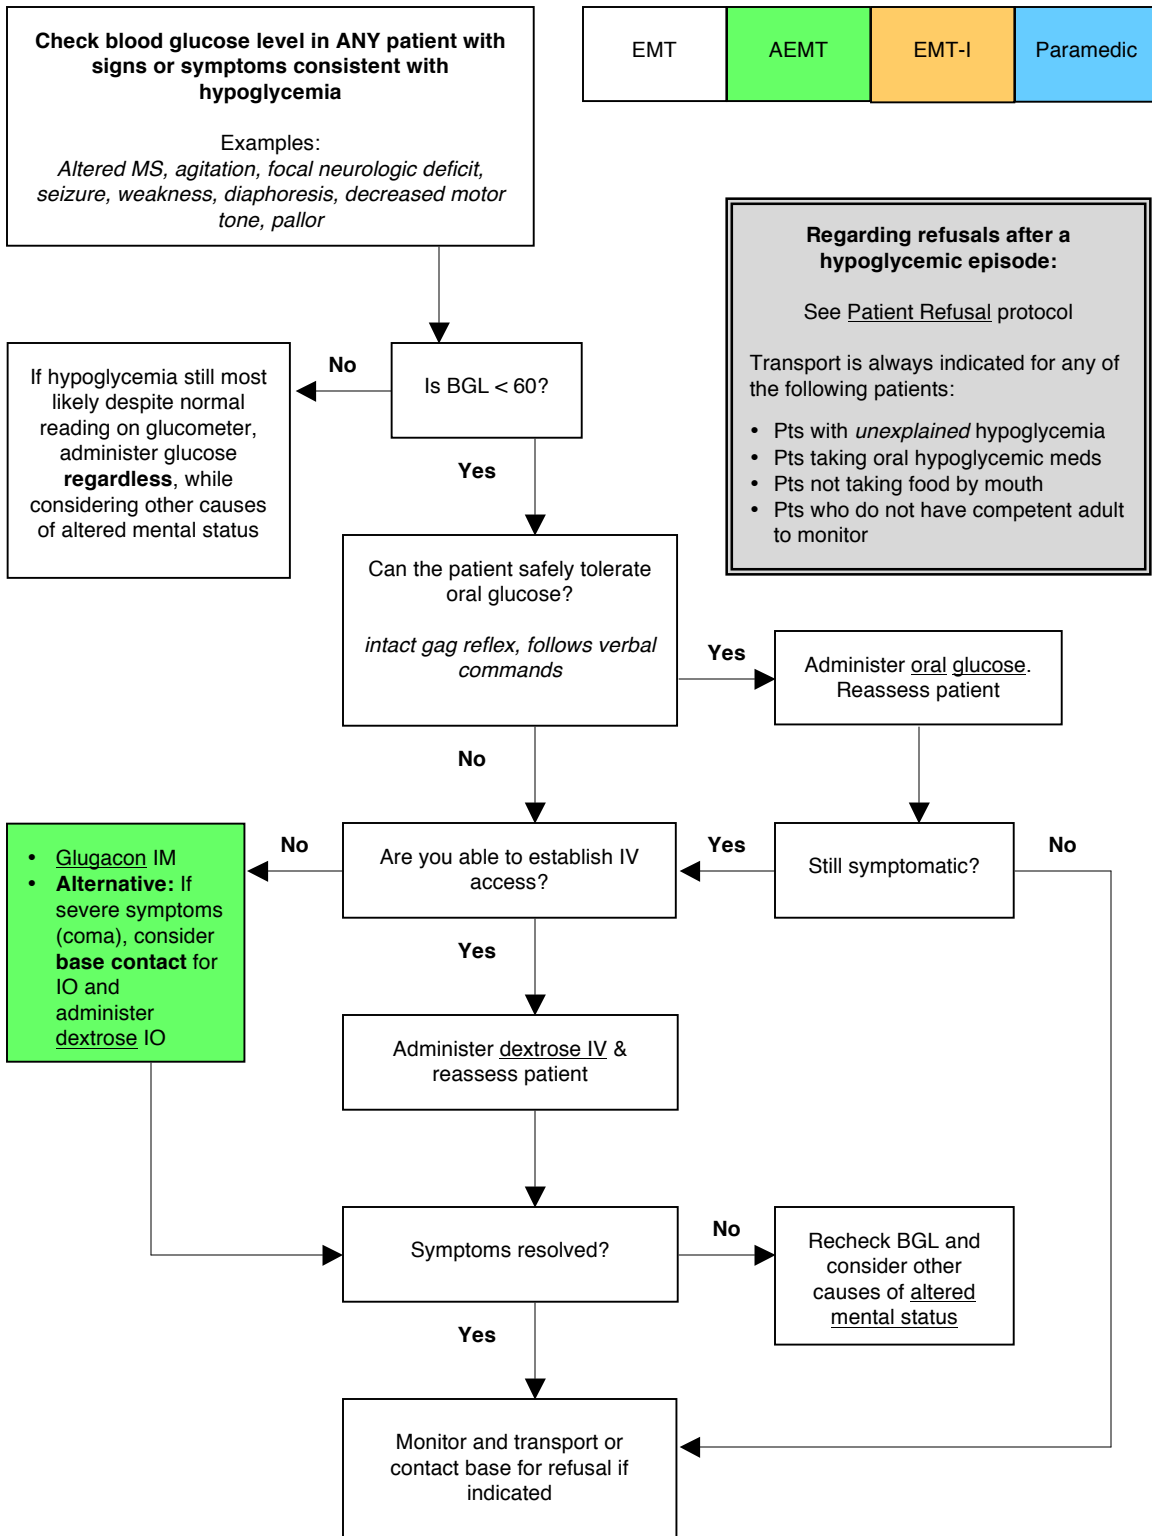 Check blood glucose level in ANY patient with
signs or symptoms consistent with
hypoglycemia
Examples:
Altered MS, agitation, focal neurologic deficit,
seizure, weakness, diaphoresis, decreased motor
tone, pallor
EMT
AEMT
EMT-I
Paramedic
Regarding refusals after a
hypoglycemic episode:
See Patient Refusal protocol
Transport is always indicated for any of
the following patients:
• Pts with unexplained hypoglycemia
• Pts taking oral hypoglycemic meds
• Pts not taking food by mouth
• Pts who do not have competent adult
to monitor
No
Is BGL < 60?
If hypoglycemia still most
likely despite normal
reading on glucometer,
administer glucose
regardless, while
considering other causes
of altered mental status
Yes
Can the patient safely tolerate
oral glucose?
intact gag reflex, follows verbal
commands
Yes
Administer oral glucose.
Reassess patient
No
No
Are you able to establish IV
access?
Yes
Still symptomatic?
No
• Glugacon IM
• Alternative: If
severe symptoms
(coma), consider
base contact for
IO and
administer
dextrose IO
Yes
Administer dextrose IV &
reassess patient
Symptoms resolved?
No
Recheck BGL and
consider other
causes of altered
mental status
Yes
Monitor and transport or
contact base for refusal if
indicated